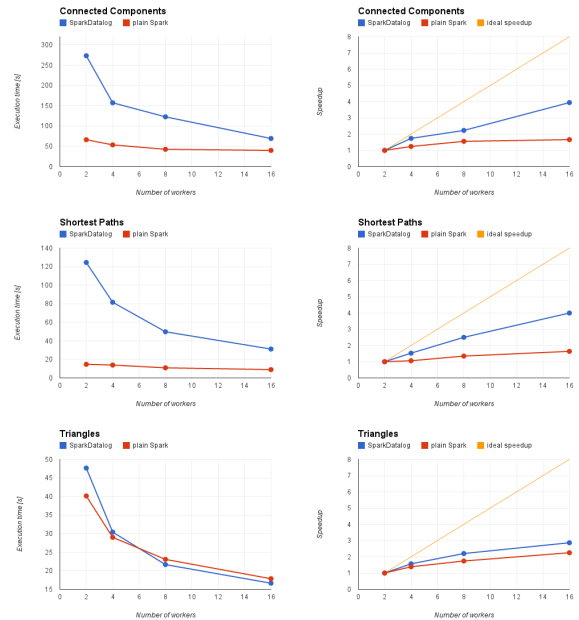 Connected Components
SparkDatalog plain Spark
Execution time [s]
300
250
200
150
100
50
0
0 2 4 6 8 10 12 14 16
Number of workers
Connected Components
SparkDatalog plain Spark ideal speedup
Speedup
8
7
6
5
4
3
2
1
0
0 2 4 6 8 10 12 14 16
Number of workers
Shortest Paths
SparkDatalog plain Spark
Execution time [s]
140
120
100
80
60
40
20
0
0 2 4 6 8 10 12 14 16
Number of workers
Shortest Paths
SparkDatalog plain Spark ideal speedup
Speedup
8
7
6
5
4
3
2
1
0
0 2 4 6 8 10 12 14 16
Number of workers
Triangles
SparkDatalog plain Spark
Execution time [s]
50
45
40
35
30
25
20
15
0 2 4 6 8 10 12 14 16
Number of workers
Triangles
SparkDatalog plain Spark ideal speedup
Speedup
8
7
6
5
4
3
2
1
0
0 2 4 6 8 10 12 14 16
Number of workers